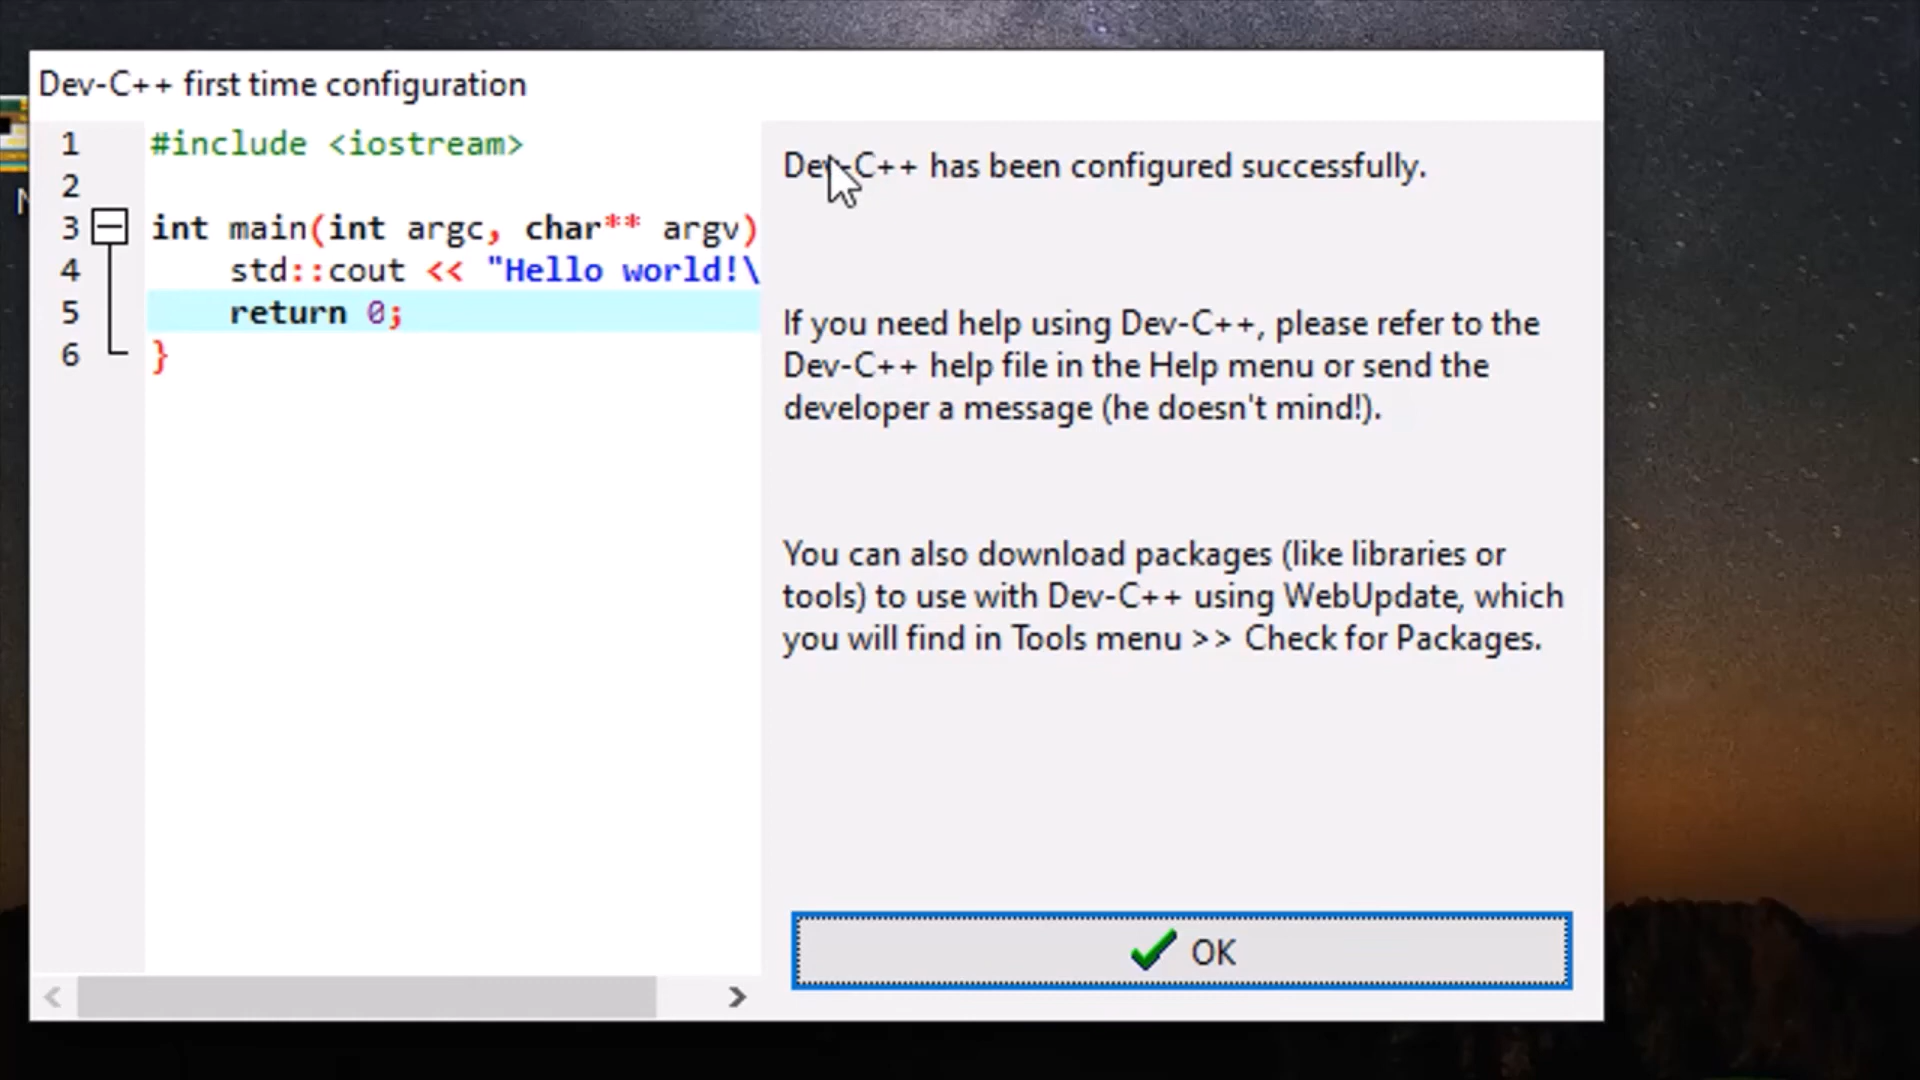 Dev-C++ first time configuration
1 #include <iostream>
2
3 int main(int argc, char** argv)
4 std::cout << "Hello world!\
5 return 0;
6 }
Dev-C++ has been configured successfully.
If you need help using Dev-C++, please refer to the
Dev-C++ help file in the Help menu or send the
developer a message (he doesn't mind!).
You can also download packages (like libraries or
tools) to use with Dev-C++ using WebUpdate, which
you will find in Tools menu >> Check for Packages.
OK